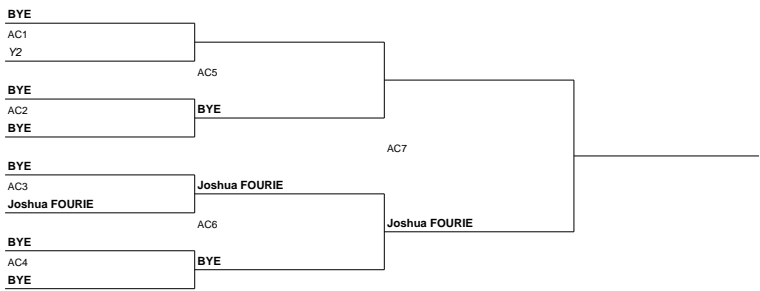 BYE
AC1
Y2
AC5
BYE
AC2
BYE
BYE
AC7
BYE
AC3
Joshua FOURIE
Joshua FOURIE
AC6
Joshua FOURIE
BYE
AC4
BYE
BYE